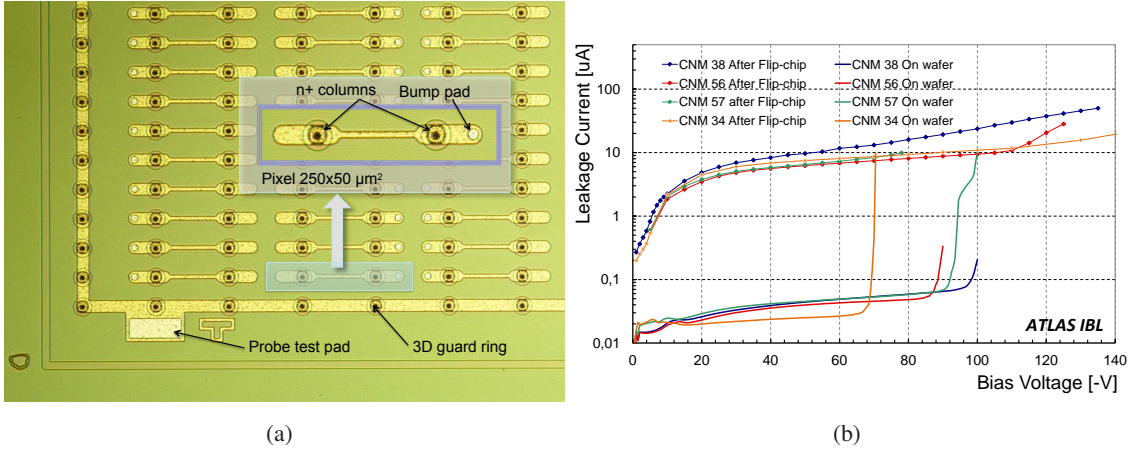 n+ columns
Bump pad
Pixel 250x50 µm²
Probe test pad
3D guard ring
(a)
Leakage Current [uA]
100
10
1
0,1
0,01
CNM 38 After Flip-chip
CNM 38 On wafer
CNM 56 After Flip-chip
CNM 56 On wafer
CNM 57 after Flip-chip
CNM 57 On wafer
CNM 34 After Flip-chip
CNM 34 On wafer
ATLAS IBL
0 20 40 60 80 100 120 140
Bias Voltage [-V]
(b)